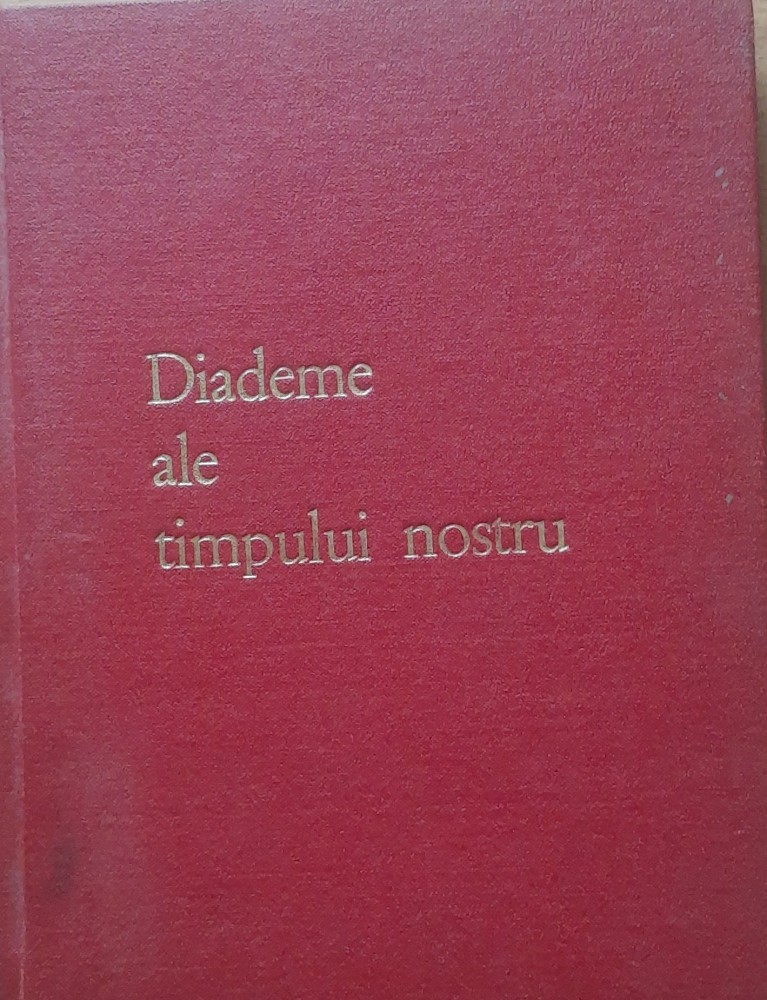 Diademe
ale
timpului nostru